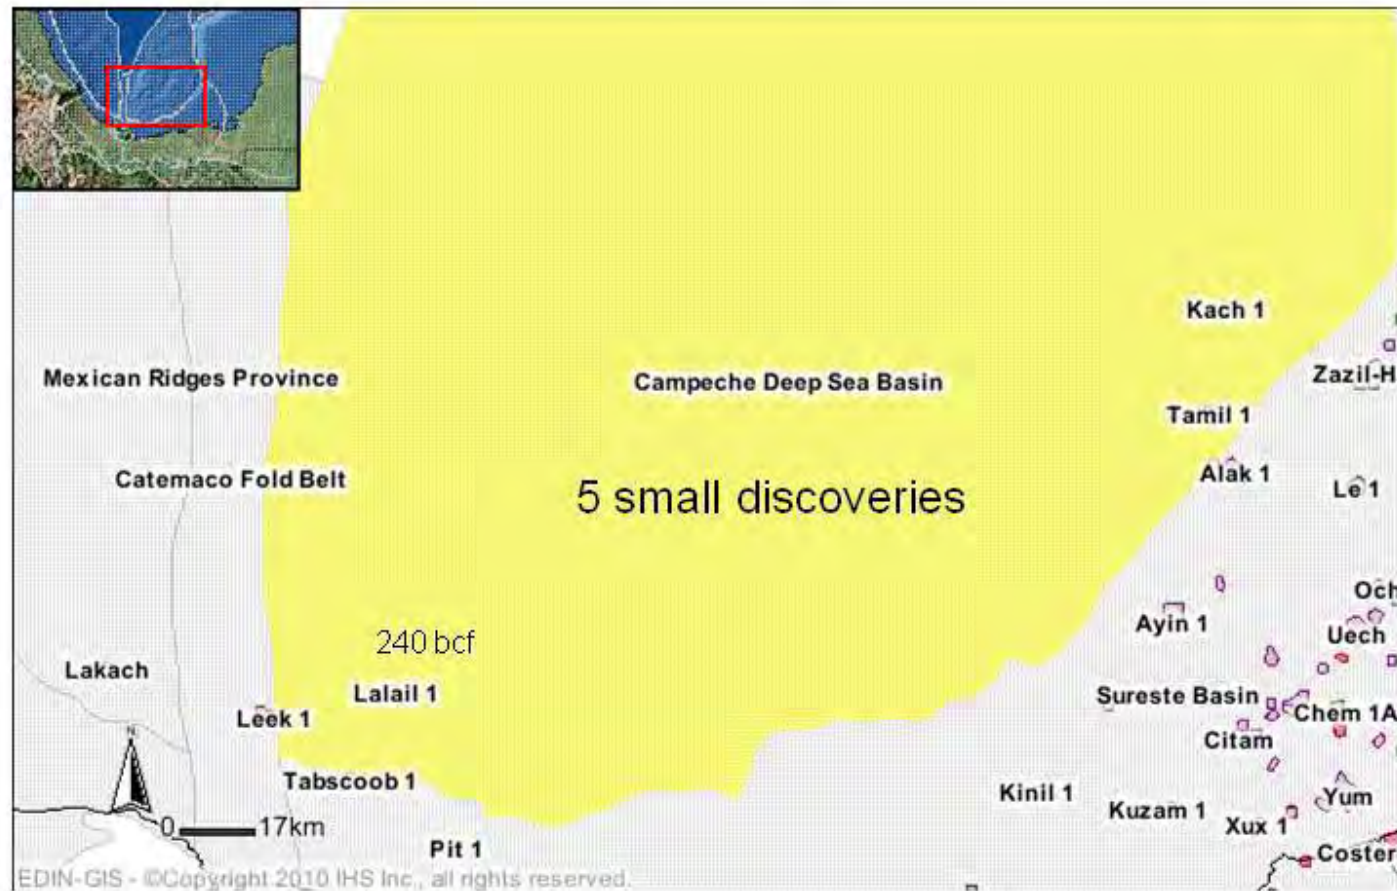 Kach 1
Zazil-H
Mexican Ridges Province
Campeche Deep Sea Basin
Tamil 1
Catemaco Fold Belt
Alak 1
Le 1
5 small discoveries
Och
Ayin 1
Uech
240 bcf
Lakach
Lalail 1
Sureste Basin
Leek 1
Chem 1A
Citam
N
Tabscoob 1
Kinil 1
Yum
Kuzam 1
0 17km
Xux 1
Pit 1
Coster
EDIN-GIS - ©Copyright 2010 IHS Inc., all rights reserved.